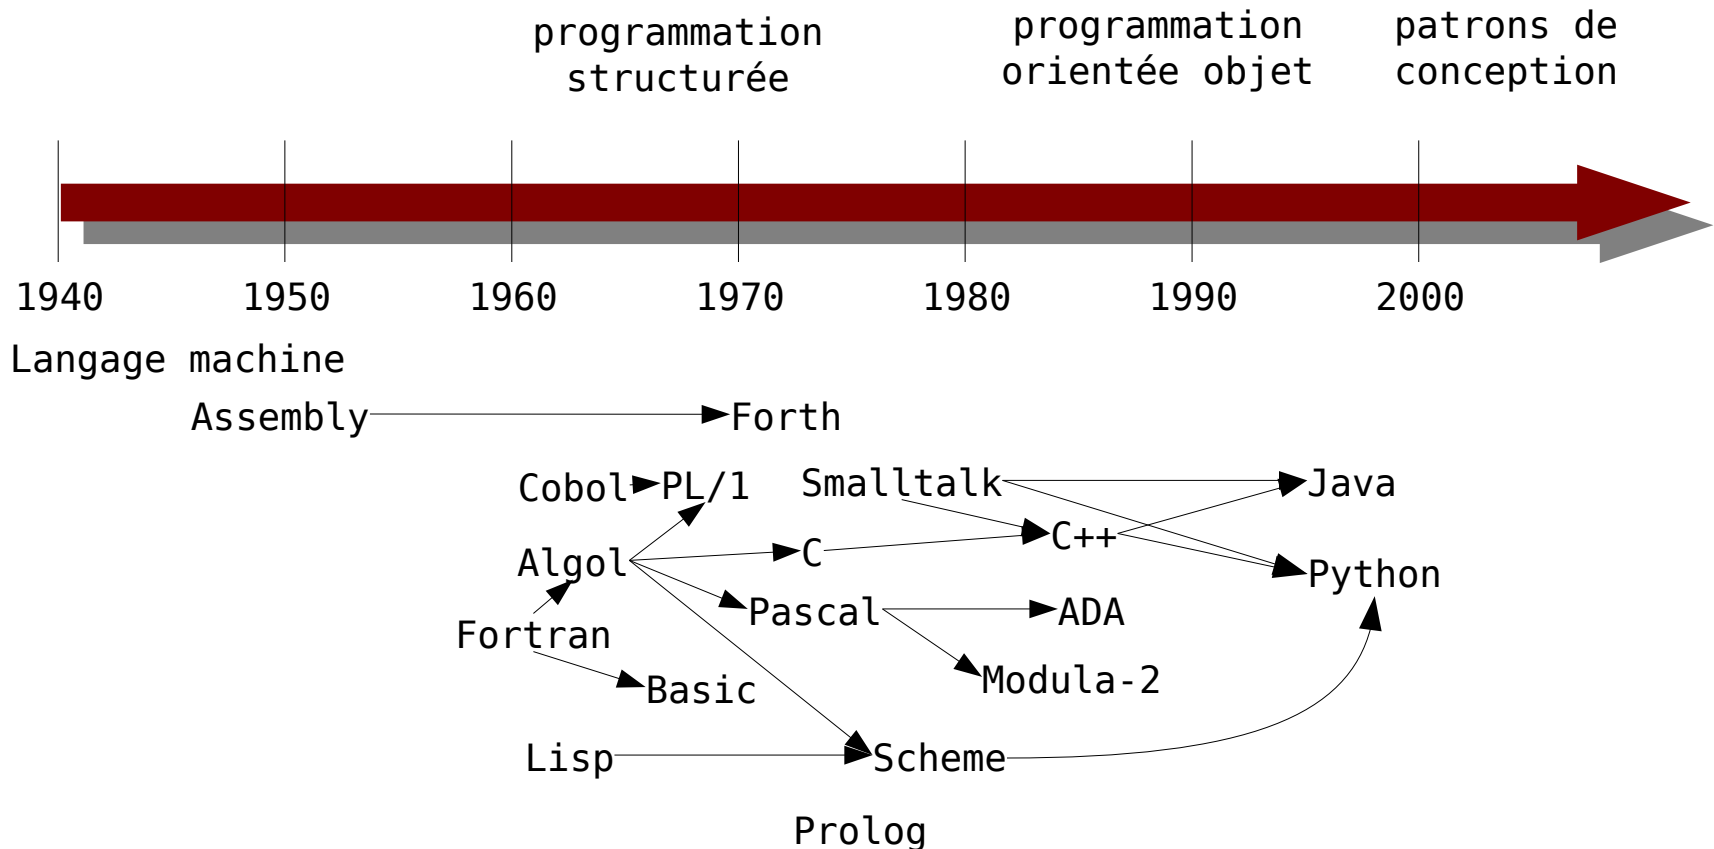 programmation
structurée
programmation
orientée objet
patrons de
conception
1940 1950 1960 1970 1980 1990 2000
Langage machine
Assembly Forth
Cobol PL/1 Smalltalk Java
C++
Algol C
Python
Pascal ADA
Fortran
Modula-2
Basic
Lisp Scheme
Prolog